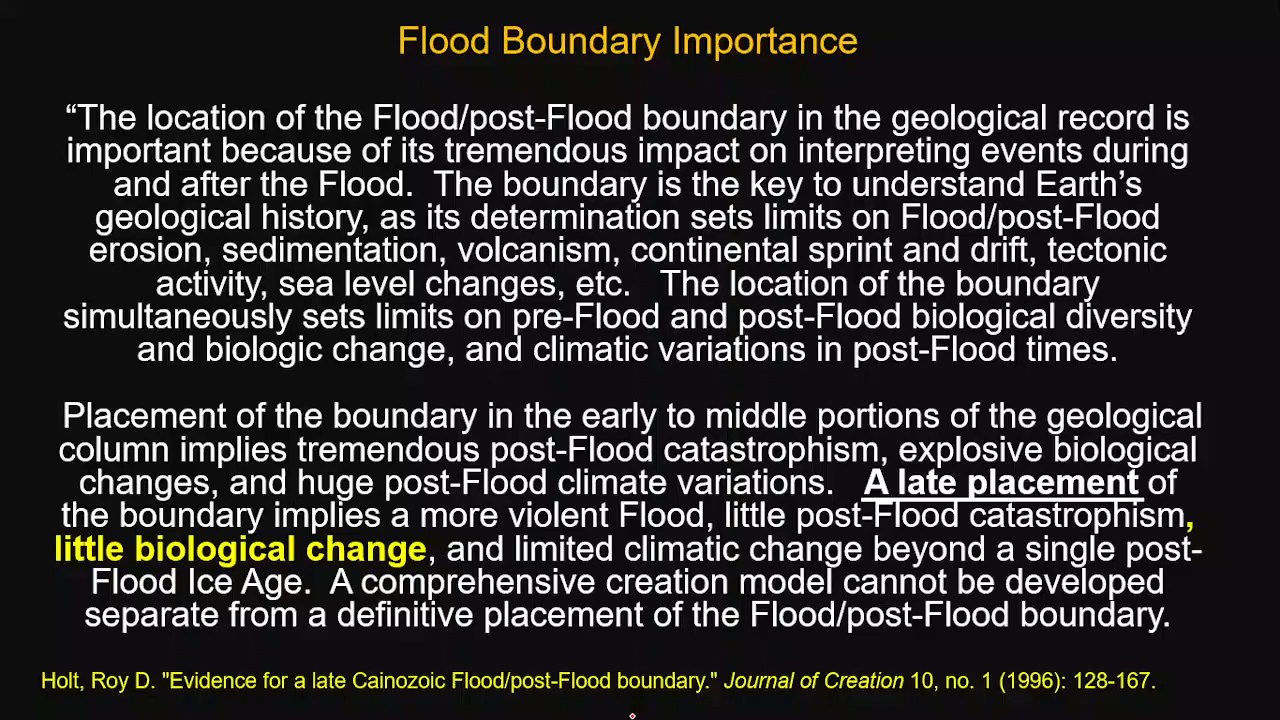 Flood Boundary Importance
“The location of the Flood/post-Flood boundary in the geological record is
important because of its tremendous impact on interpreting events during
and after the Flood. The boundary is the key to understand Earth’s
geological history, as its determination sets limits on Flood/post-Flood
erosion, sedimentation, volcanism, continental sprint and drift, tectonic
activity, sea level changes, etc. The location of the boundary
simultaneously sets limits on pre-Flood and post-Flood biological diversity
and biologic change, and climatic variations in post-Flood times.
Placement of the boundary in the early to middle portions of the geological
column implies tremendous post-Flood catastrophism, explosive biological
changes, and huge post-Flood climate variations. A late placement of
the boundary implies a more violent Flood, little post-Flood catastrophism,
little biological change, and limited climatic change beyond a single post-
Flood Ice Age. A comprehensive creation model cannot be developed
separate from a definitive placement of the Flood/post-Flood boundary.
Holt, Roy D. "Evidence for a late Cainozoic Flood/post-Flood boundary." Journal of Creation 10, no. 1 (1996): 128-167.